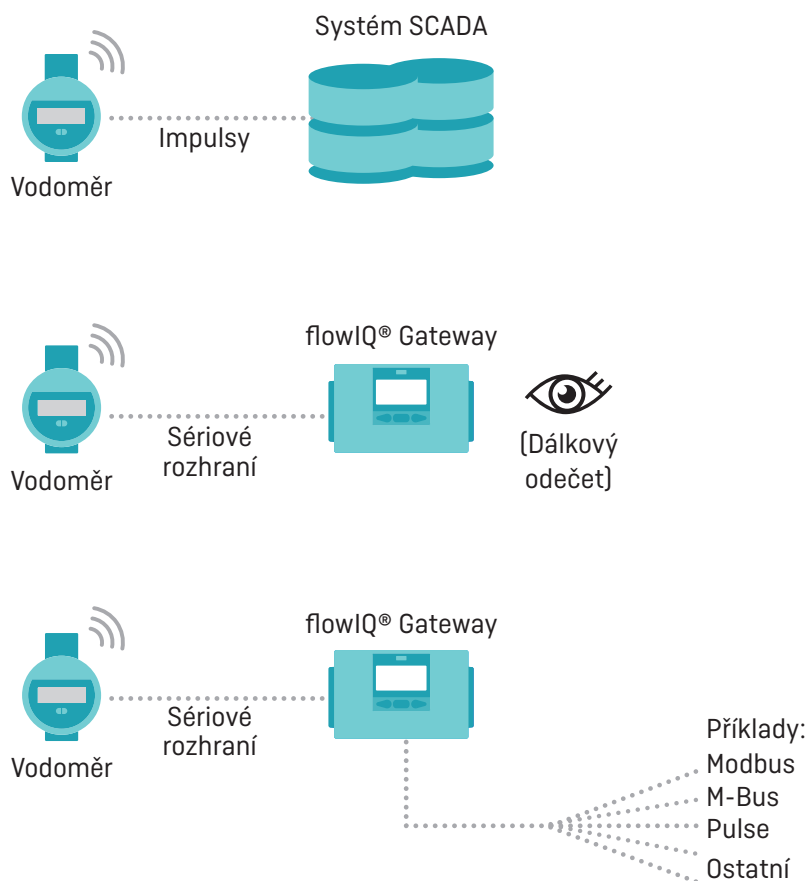 Systém SCADA
Impulsy
Vodoměr
flowIQ® Gateway
Sériové
rozhraní
(Dálkový
odečet)
Vodoměr
flowIQ® Gateway
Sériové
rozhraní
Vodoměr
Příklady:
Modbus
M-Bus
Pulse
Ostatní